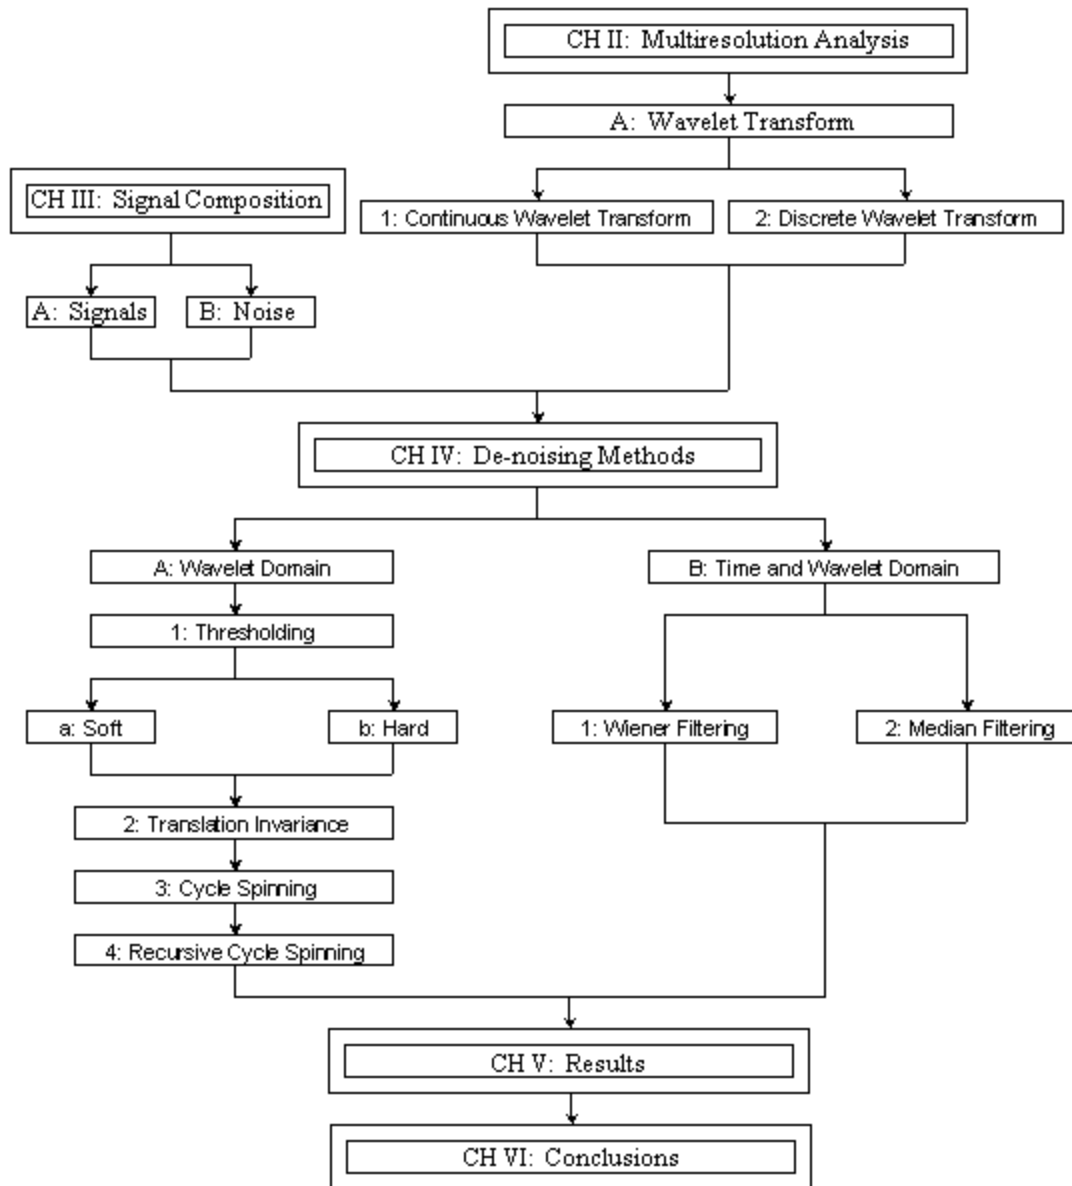 CH II: Multiresolution Analysis
A: Wavelet Transform
CH III: Signal Composition
1: Continuous Wavelet Transform
2: Discrete Wavelet Transform
A: Signals
B: Noise
CH IV: De-noising Methods
A: Wavelet Domain
B: Time and Wavelet Domain
1: Thresholding
a: Soft
b: Hard
1: Wiener Filtering
2: Median Filtering
2: Translation Invariance
3: Cycle Spinning
4: Recursive Cycle Spinning
CH V: Results
CH VI: Conclusions